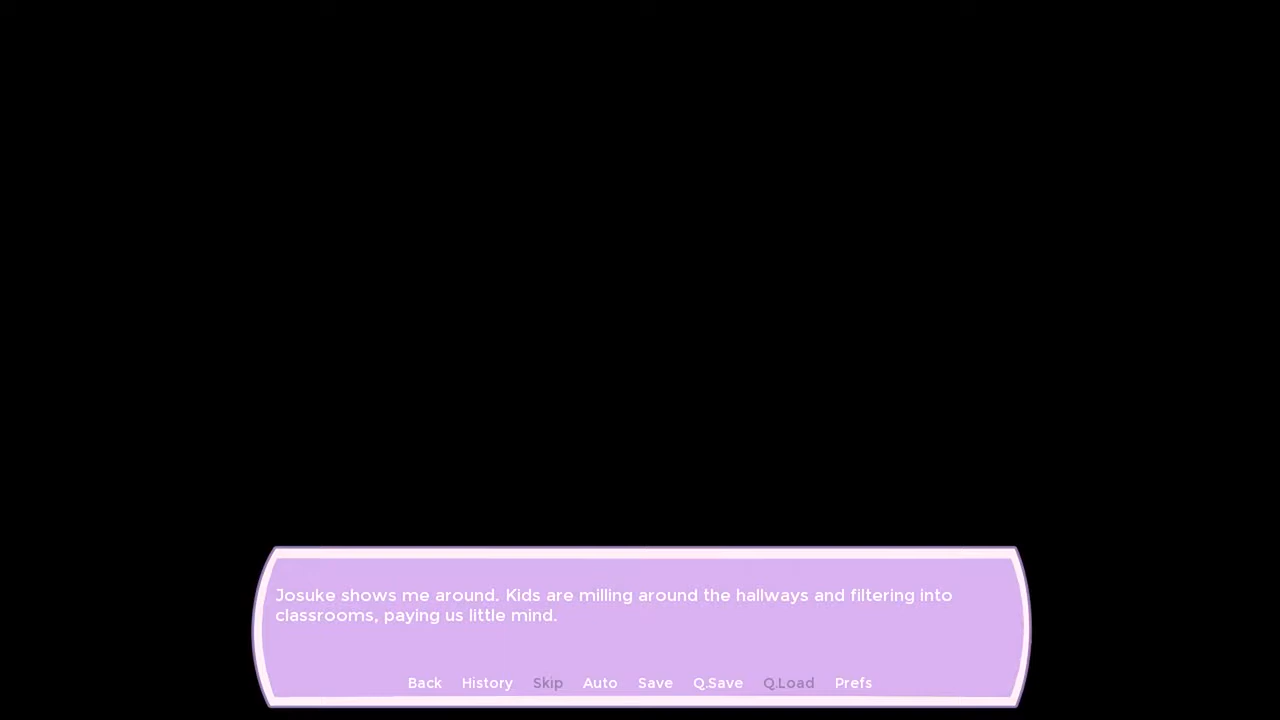 Josuke shows me around. Kids are milling around the hallways and filtering into
classrooms, paying us little mind.
Back History Skip Auto Save Q.Save Q.Load Prefs